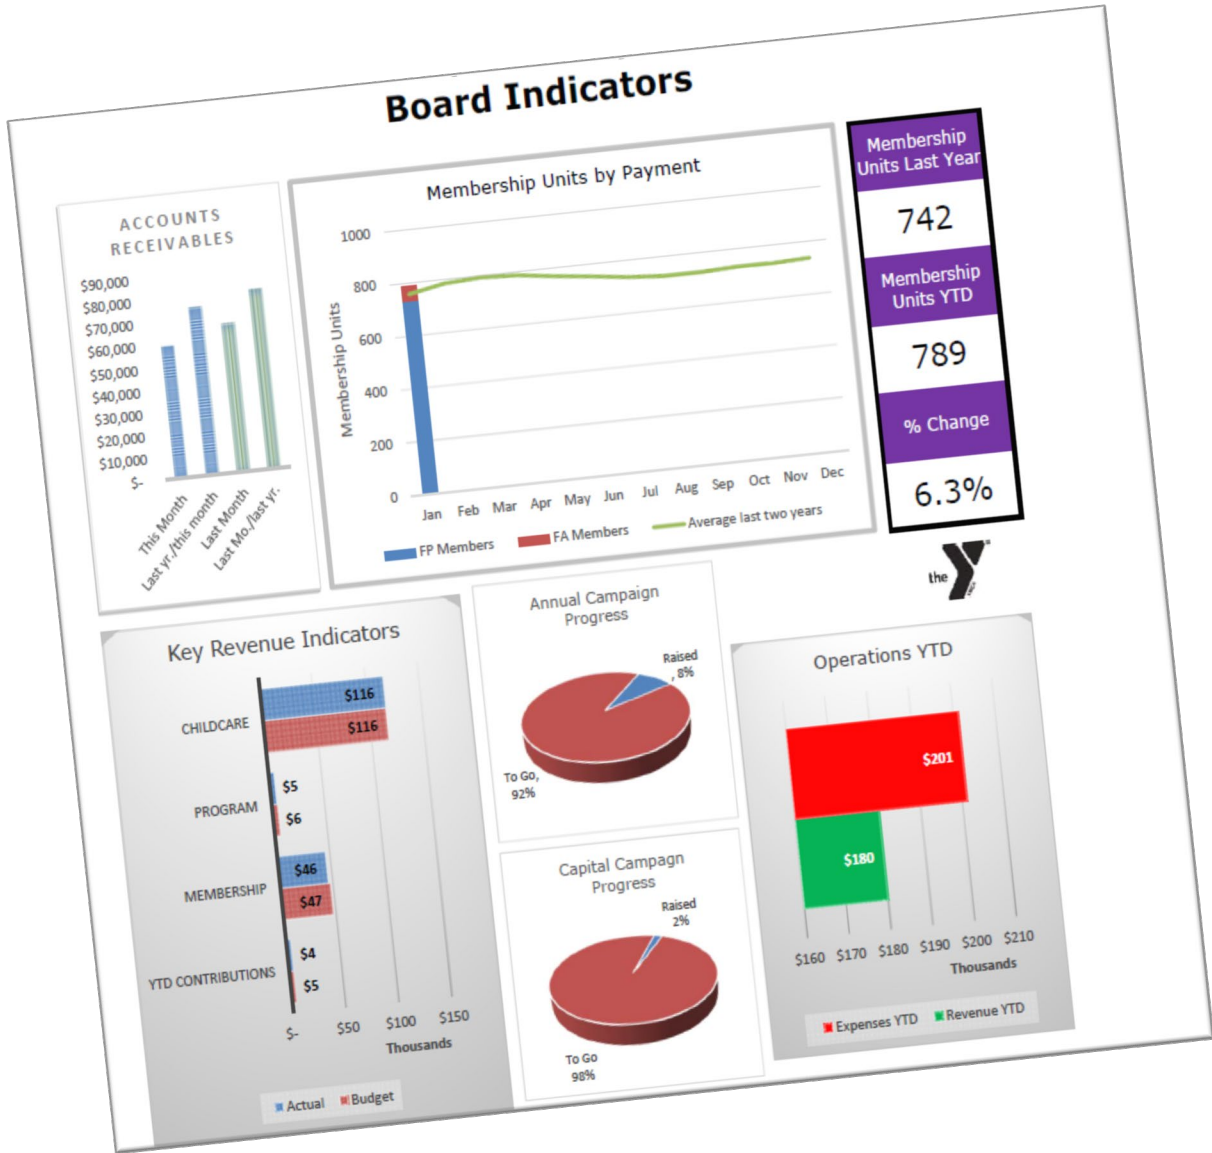 Board Indicators
ACCOUNTS
RECEIVABLES
$90,000
$80,000
$70,000
$60,000
$50,000
$40,000
$30,000
$20,000
$10,000
$-
This Month
Last yr./this month
Last Month
Last Mo./last yr.
Membership Units by Payment
Membership Units
1000
800
600
400
200
0
Jan Feb Mar Apr May Jun Jul Aug Sep Oct Nov Dec
FP Members FA Members Average last two years
Membership
Units Last Year
742
Membership
Units YTD
789
% Change
6.3%
the Y
Key Revenue Indicators
CHILDCARE
$116
$116
PROGRAM
$5
$6
MEMBERSHIP
$46
$47
YTD CONTRIBUTIONS
$4
$5
$- $50 $100 $150
Thousands
Actual Budget
Annual Campaign
Progress
Raised
, 8%
To Go,
92%
Capital Campagn
Progress
Raised
2%
To Go
98%
Operations YTD
$201
$180
$160 $170 $180 $190 $200 $210
Thousands
Expenses YTD Revenue YTD